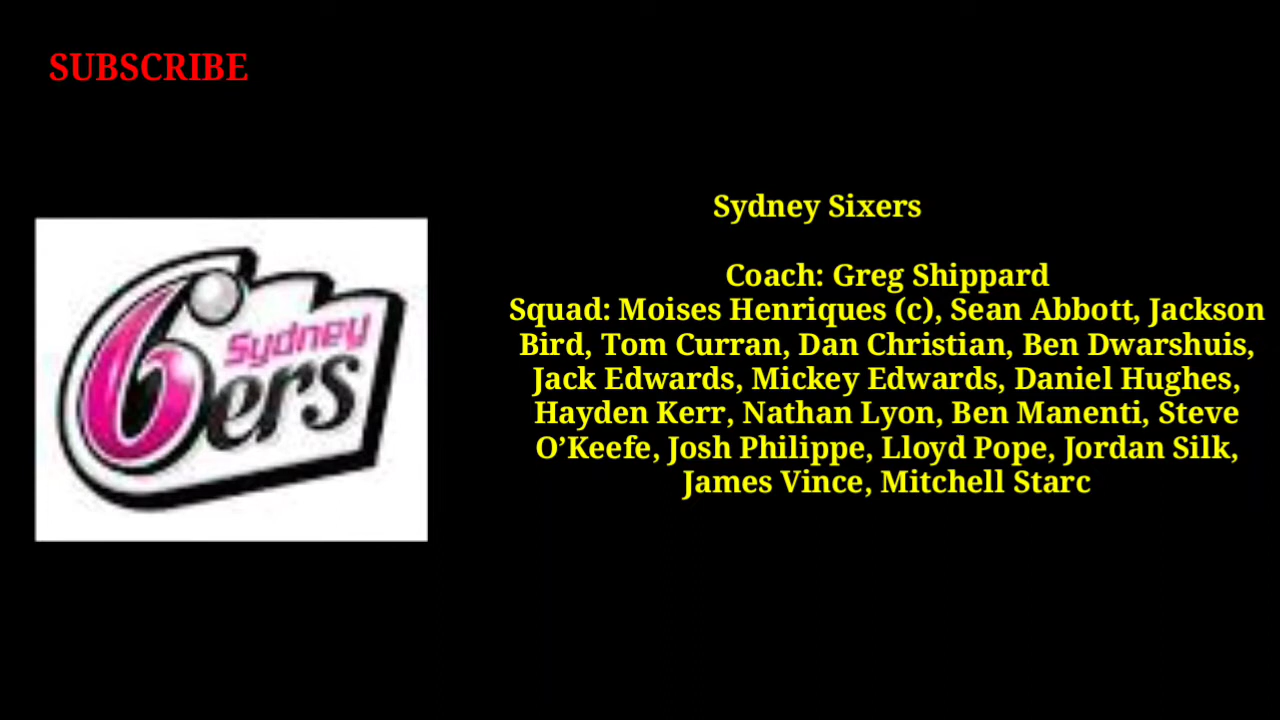 SUBSCRIBE
Sydney Sixers
Sydney
6ers
Coach: Greg Shippard
Squad: Moises Henriques (c), Sean Abbott, Jackson
Bird, Tom Curran, Dan Christian, Ben Dwarshuis,
Jack Edwards, Mickey Edwards, Daniel Hughes,
Hayden Kerr, Nathan Lyon, Ben Manenti, Steve
O’Keefe, Josh Philippe, Lloyd Pope, Jordan Silk,
James Vince, Mitchell Starc